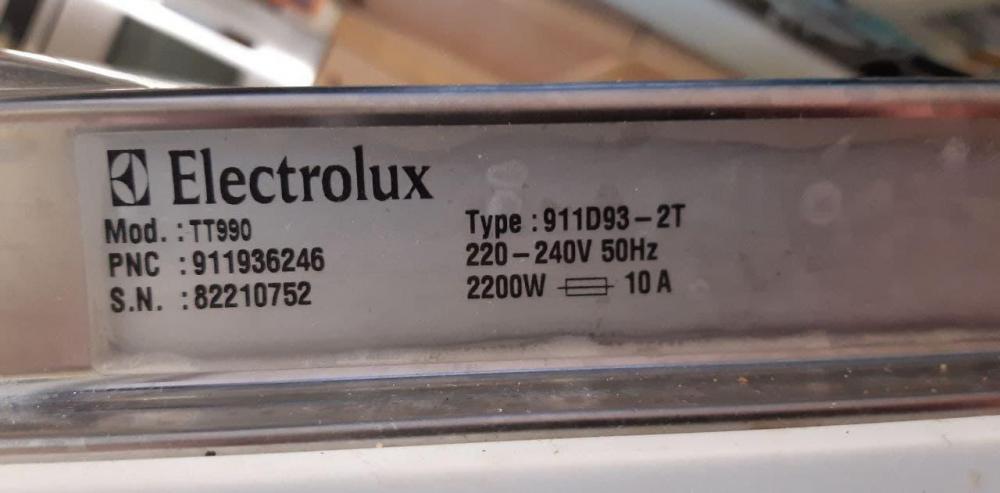 Electrolux
Mod. : TT990
PNC : 911936246
S.N. : 82210752
Type : 911D93-2T
220-240V 50Hz
2200W 10 A